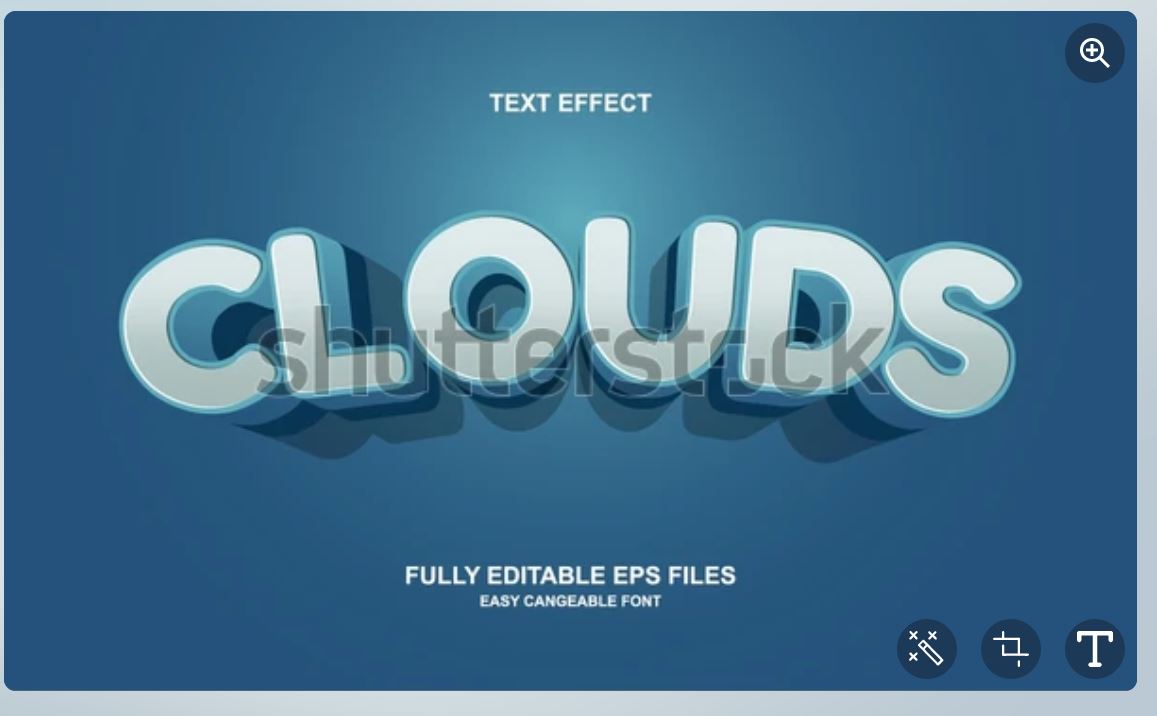 TEXT EFFECT
CLOUDS
shutterstock
FULLY EDITABLE EPS FILES
EASY CANGEABLE FONT
T